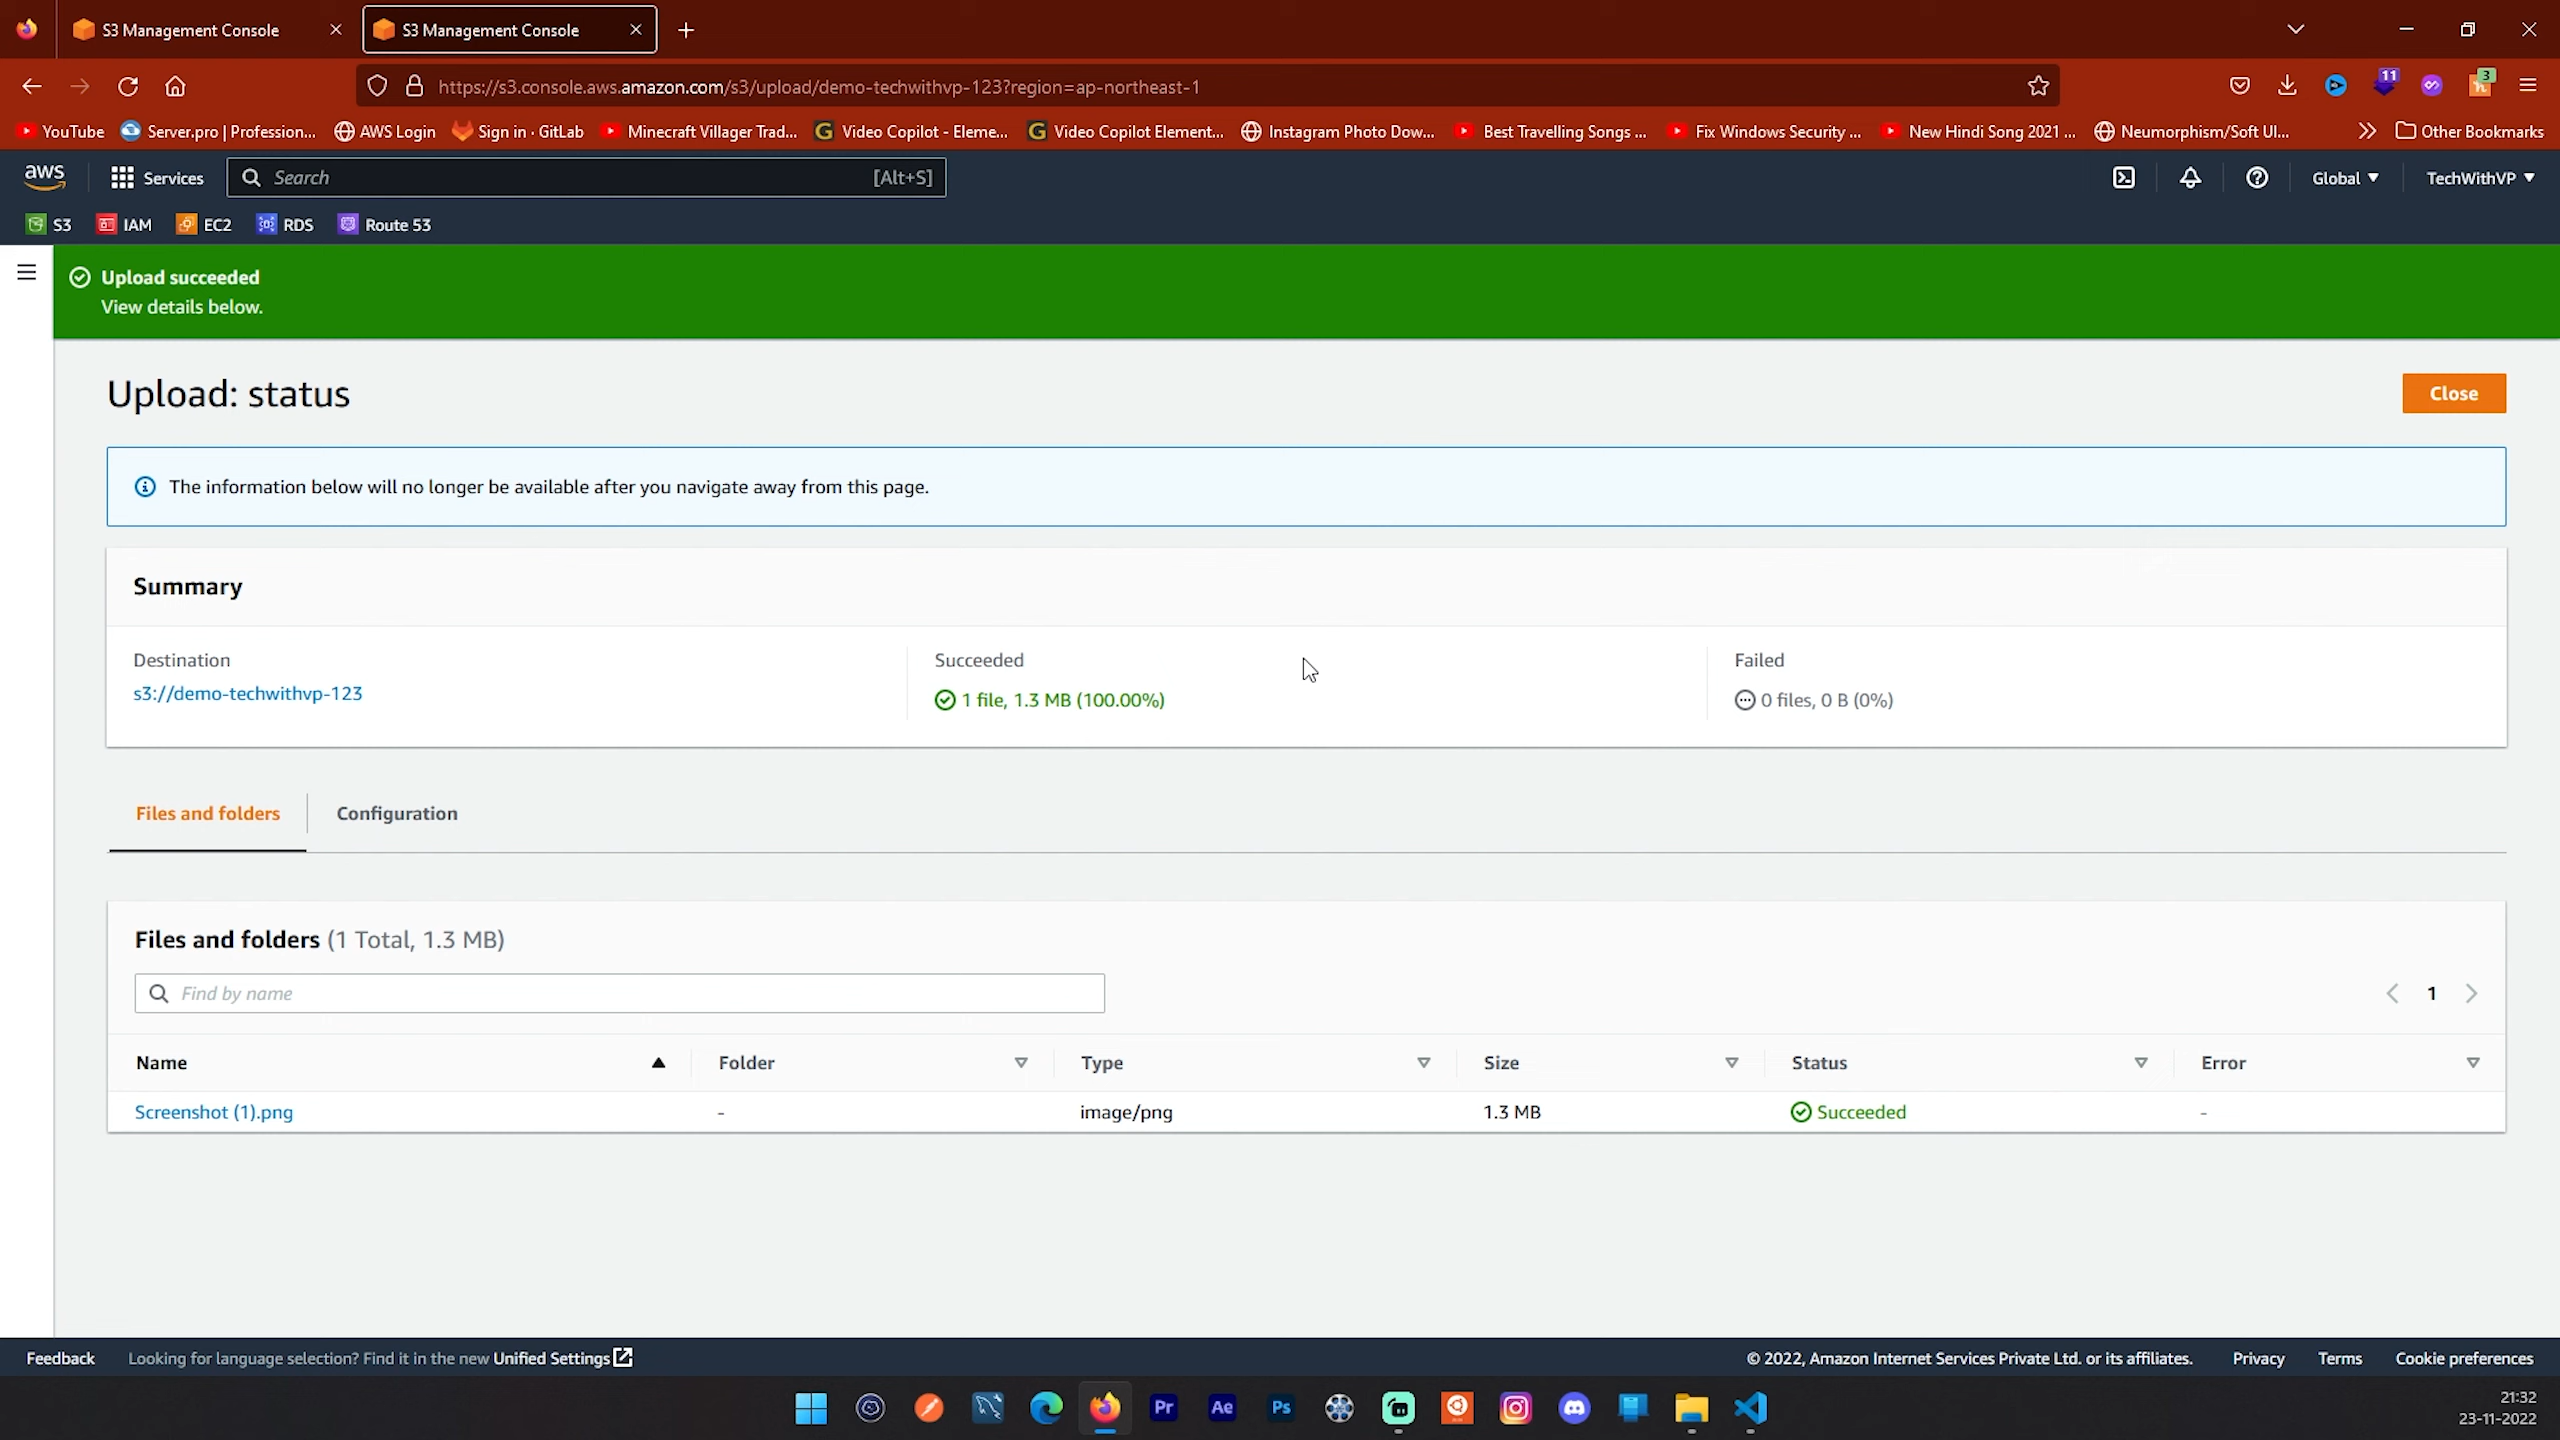 S3 Management Console
S3 Management Console
https://s3.console.aws.amazon.com/s3/upload/demo-techwithvp-123?region=ap-northeast-1
11
3
YouTube
Server.pro | Profession...
AWS Login
Sign in · GitLab
Minecraft Villager Trad...
Video Copilot - Eleme...
Video Copilot Element...
Instagram Photo Dow...
Best Travelling Songs ...
Fix Windows Security ...
New Hindi Song 2021 ...
Neumorphism/Soft UI...
Other Bookmarks
aws
Services
Search
[Alt+S]
Global
TechWithVP
S3
IAM
EC2
RDS
Route 53
Upload succeeded
View details below.
Upload: status
Close
The information below will no longer be available after you navigate away from this page.
Summary
Destination
s3://demo-techwithvp-123
Succeeded
1 file, 1.3 MB (100.00%)
Failed
0 files, 0 B (0%)
Files and folders
Configuration
Files and folders (1 Total, 1.3 MB)
Find by name
1
Name
Folder
Type
Size
Status
Error
Screenshot (1).png
-
image/png
1.3 MB
Succeeded
-
Feedback
Looking for language selection? Find it in the new Unified Settings
© 2022, Amazon Internet Services Private Ltd. or its affiliates.
Privacy
Terms
Cookie preferences
Pr
Ae
Ps
21:32
23-11-2022